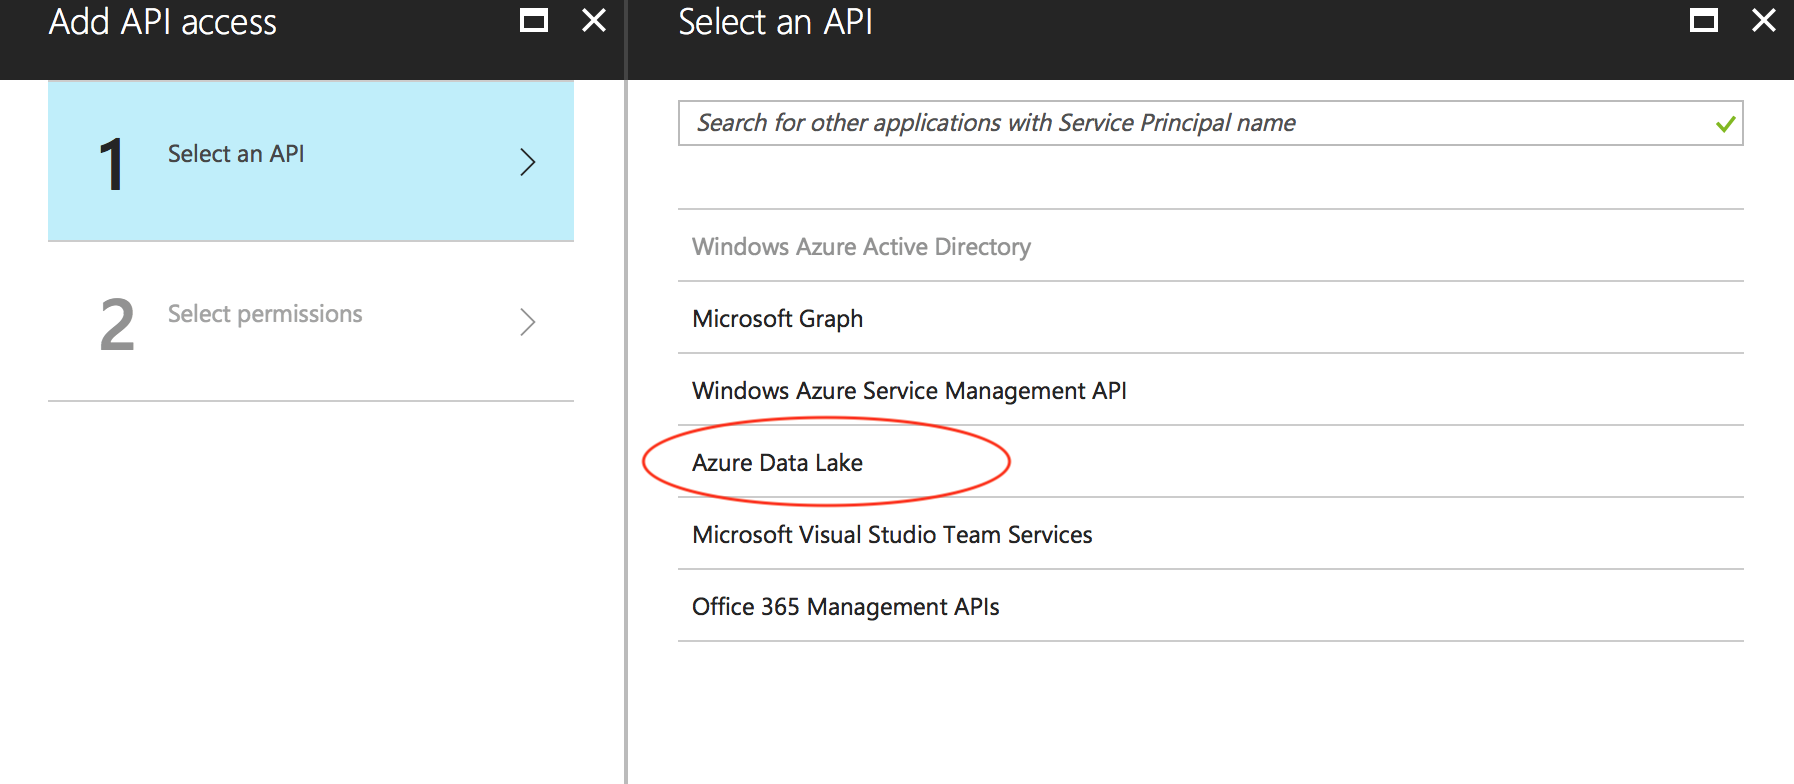 Add API access
1
Select an API
2
Select permissions
Select an API
Search for other applications with Service Principal name
Windows Azure Active Directory
Microsoft Graph
Windows Azure Service Management API
Azure Data Lake
Microsoft Visual Studio Team Services
Office 365 Management APIs